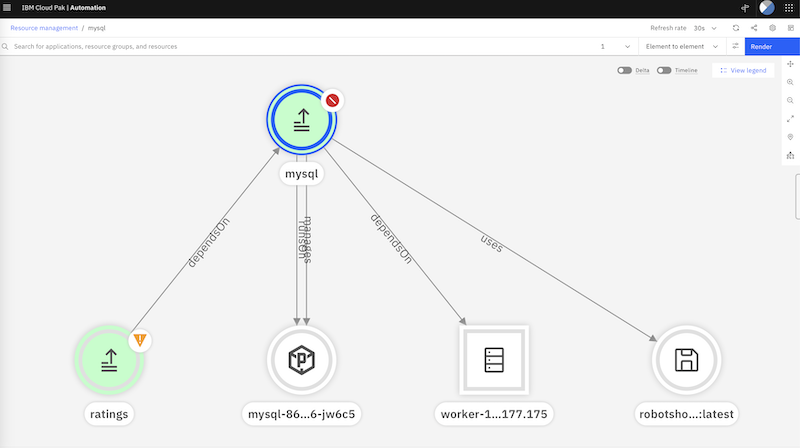 IBM Cloud Pak | Automation
Resource management / mysql
Refresh rate 30s
Search for applications, resource groups, and resources
1
Element to element
Render
Delta
Timeline
View legend
mysql
dependsOn
runsOn
manages
dependsOn
uses
ratings
mysql-86...6-jw6c5
worker-1...177.175
robotsho...:latest